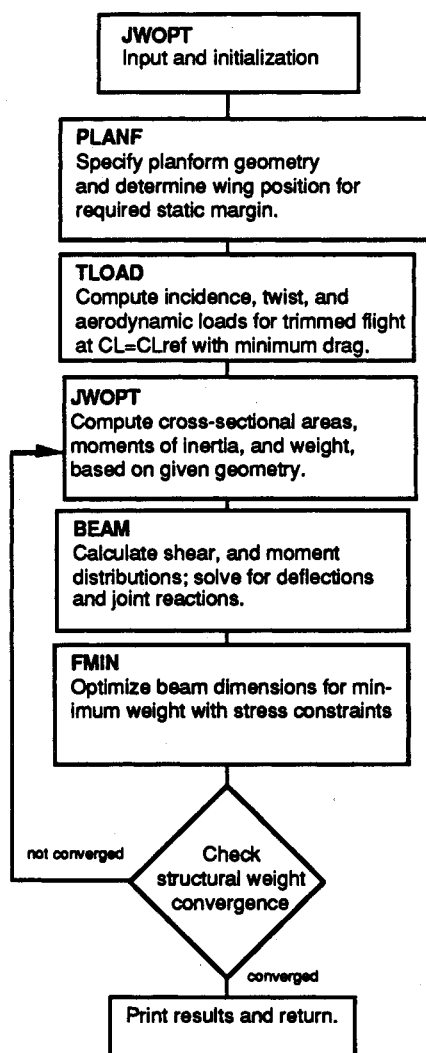 JWOPT
Input and initialization
PLANF
Specify planform geometry
and determine wing position for
required static margin.
TLOAD
Compute incidence, twist, and
aerodynamic loads for trimmed flight
at CL=CLref with minimum drag.
JWOPT
Compute cross-sectional areas,
moments of inertia, and weight,
based on given geometry.
BEAM
Calculate shear, and moment
distributions; solve for deflections
and joint reactions.
FMIN
Optimize beam dimensions for min-
imum weight with stress constraints
not converged
Check
structural weight
convergence
converged
Print results and return.